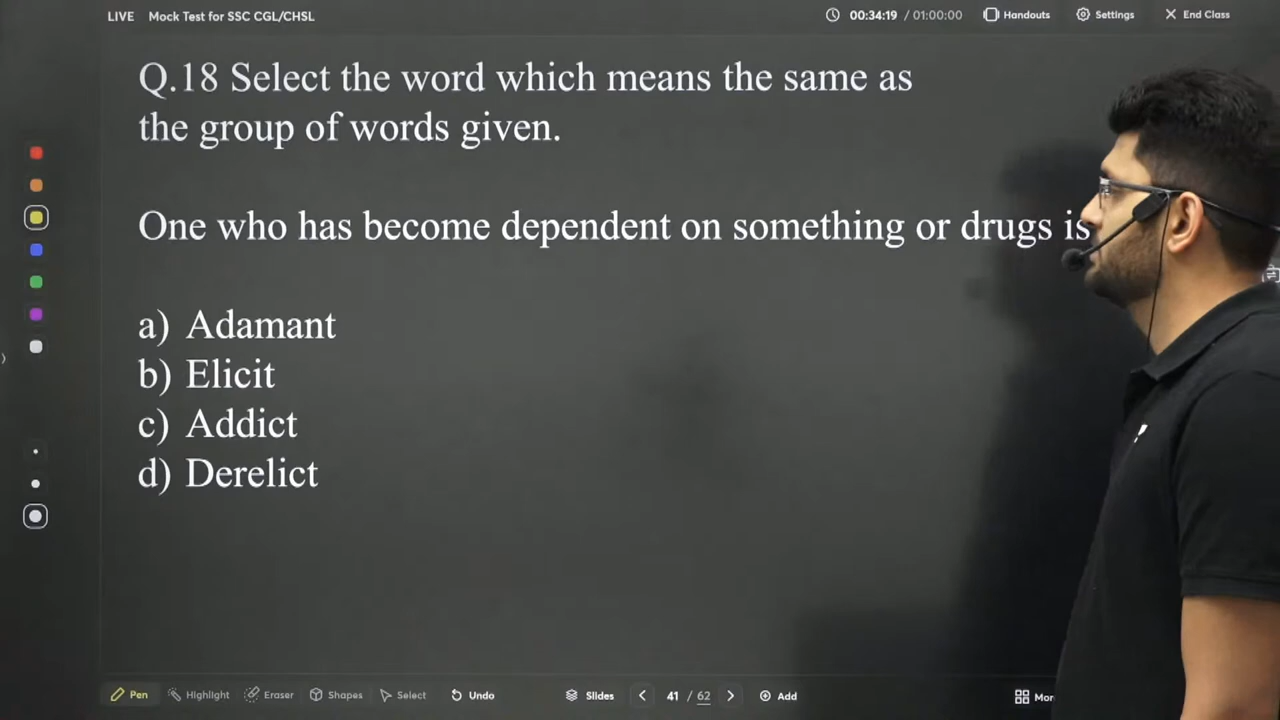 LIVE Mock Test for SSC CGL/CHSL 00:34:19 / 01:00:00 Handouts Settings End Class
Q.18 Select the word which means the same as
the group of words given.
One who has become dependent on something or drugs is
a) Adamant
b) Elicit
c) Addict
d) Derelict
Pen Highlight Eraser Shapes Select Undo Slides 41 / 62 Add